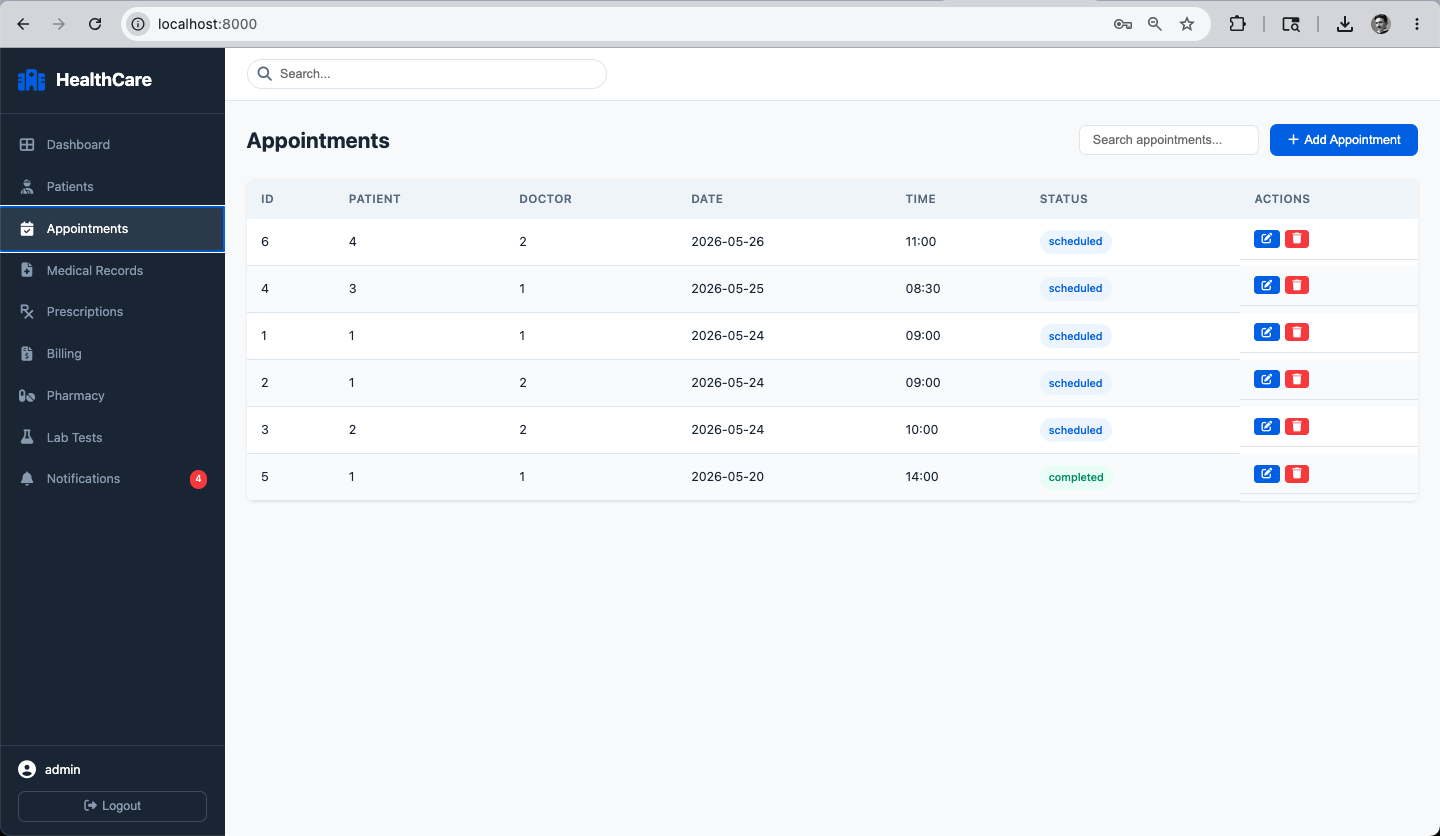 localhost:8000
HealthCare
Search...
Dashboard
Patients
Appointments
Medical Records
Prescriptions
Billing
Pharmacy
Lab Tests
Notifications 4
admin
Logout
Appointments
Search appointments...
+ Add Appointment
ID PATIENT DOCTOR DATE TIME STATUS ACTIONS
6 4 2 2026-05-26 11:00 scheduled
4 3 1 2026-05-25 08:30 scheduled
1 1 1 2026-05-24 09:00 scheduled
2 1 2 2026-05-24 09:00 scheduled
3 2 2 2026-05-24 10:00 scheduled
5 1 1 2026-05-20 14:00 completed